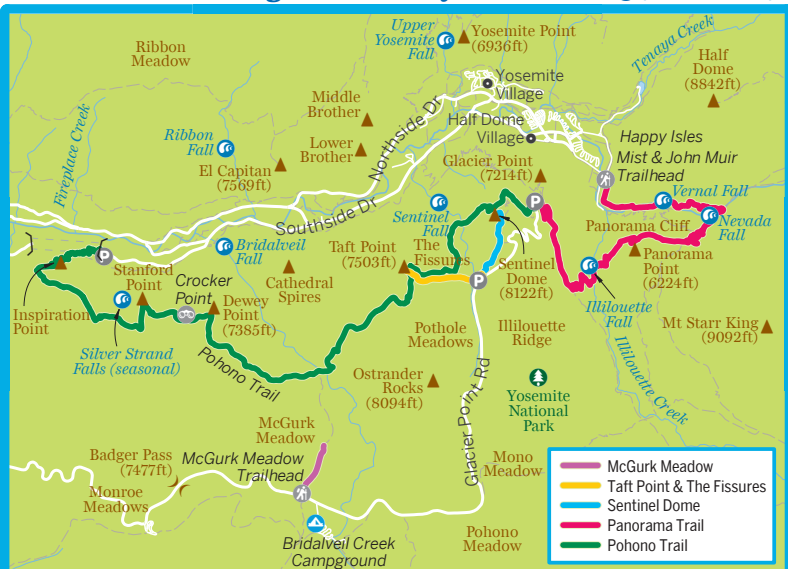 Upper
Yosemite
Fall
Yosemite Point
(6936ft)
Tenaya Creek
Ribbon
Meadow
Half
Dome
(8842ft)
Yosemite
Village
Middle
Brother
Northside Dr
Half Dome
Village
Fireplace Creek
Ribbon
Fall
Lower
Brother
Happy Isles
Mist & John Muir
Trailhead
El Capitan
(7569ft)
Glacier Point
(7214ft)
P
Vernal Fall
Southside Dr
Sentinel
Fall
Panorama Cliff
Nevada
Fall
P
Bridalveil
Fall
Taft Point
(7503ft)
The
Fissures
Panorama
Point
(6224ft)
Stanford
Point
Crocker
Point
Cathedral
Spires
Sentinel
Dome
(8122ft)
P
Inspiration
Point
Dewey
Point
(7385ft)
Illilouette
Fall
Silver Strand
Falls (seasonal)
Pohono Trail
Pothole
Meadows
Illilouette
Ridge
Mt Starr King
(9092ft)
Illilouette Creek
Ostrander
Rocks
(8094ft)
Glacier Point Rd
Yosemite
National
Park
McGurk
Meadow
Badger Pass
(7477ft)
McGurk Meadow
Trailhead
Monroe
Meadows
Mono
Meadow
Pohono
Meadow
Bridalveil Creek
Campground
McGurk Meadow
Taft Point & The Fissures
Sentinel Dome
Panorama Trail
Pohono Trail